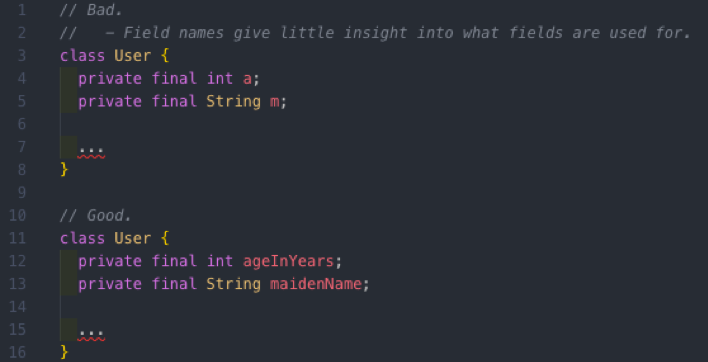 1 // Bad.
2 //   - Field names give little insight into what fields are used for.
3 class User {
4   private final int a;
5   private final String m;
6
7   ...
8 }
9
10 // Good.
11 class User {
12   private final int ageInYears;
13   private final String maidenName;
14
15   ...
16 }